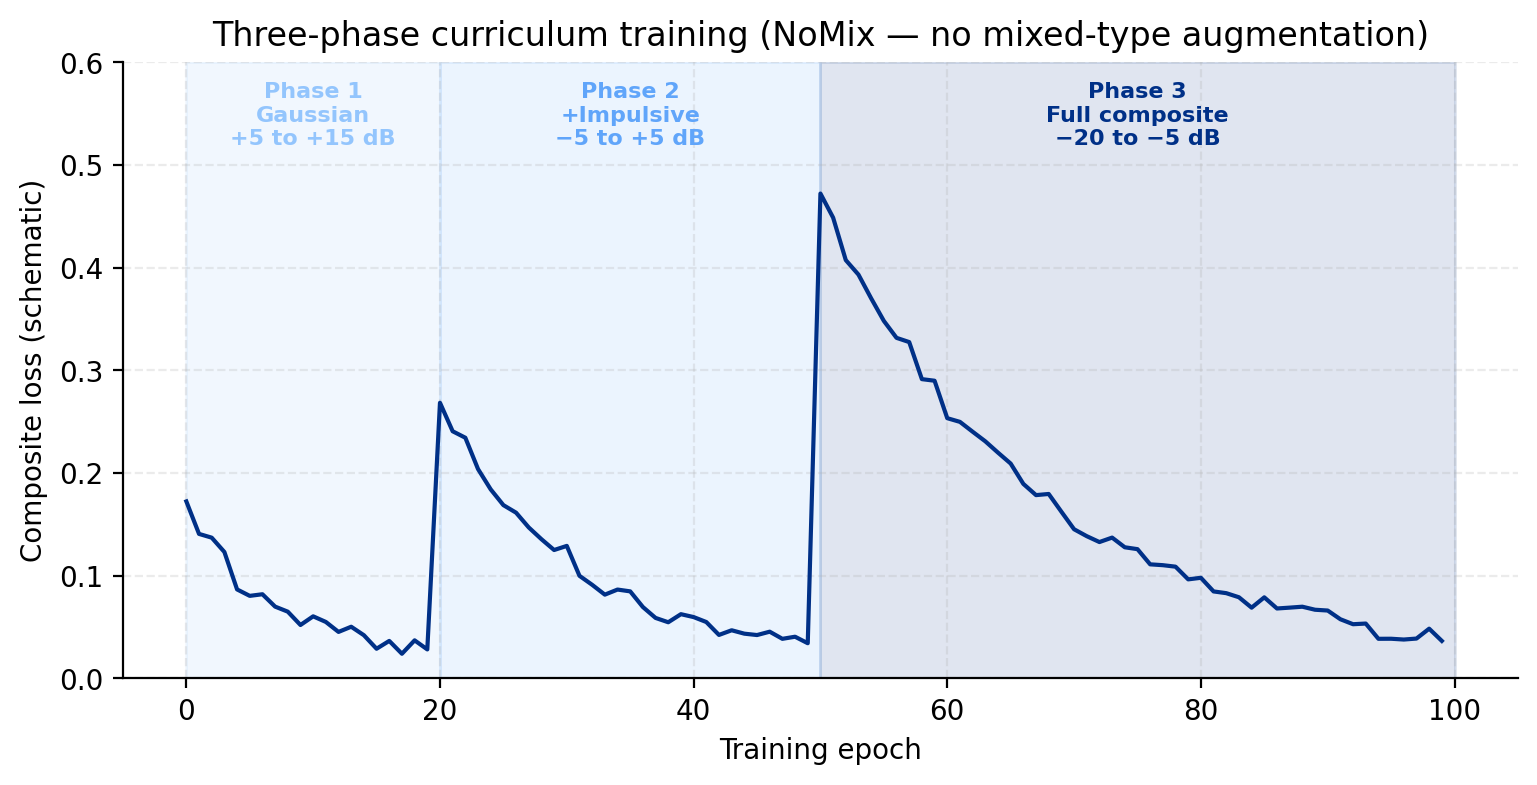 Three-phase curriculum training (NoMix — no mixed-type augmentation)
Phase 1
Gaussian
+5 to +15 dB
Phase 2
+Impulsive
−5 to +5 dB
Phase 3
Full composite
−20 to −5 dB
Composite loss (schematic)
0.6
0.5
0.4
0.3
0.2
0.1
0.0
0
20
40
60
80
100
Training epoch